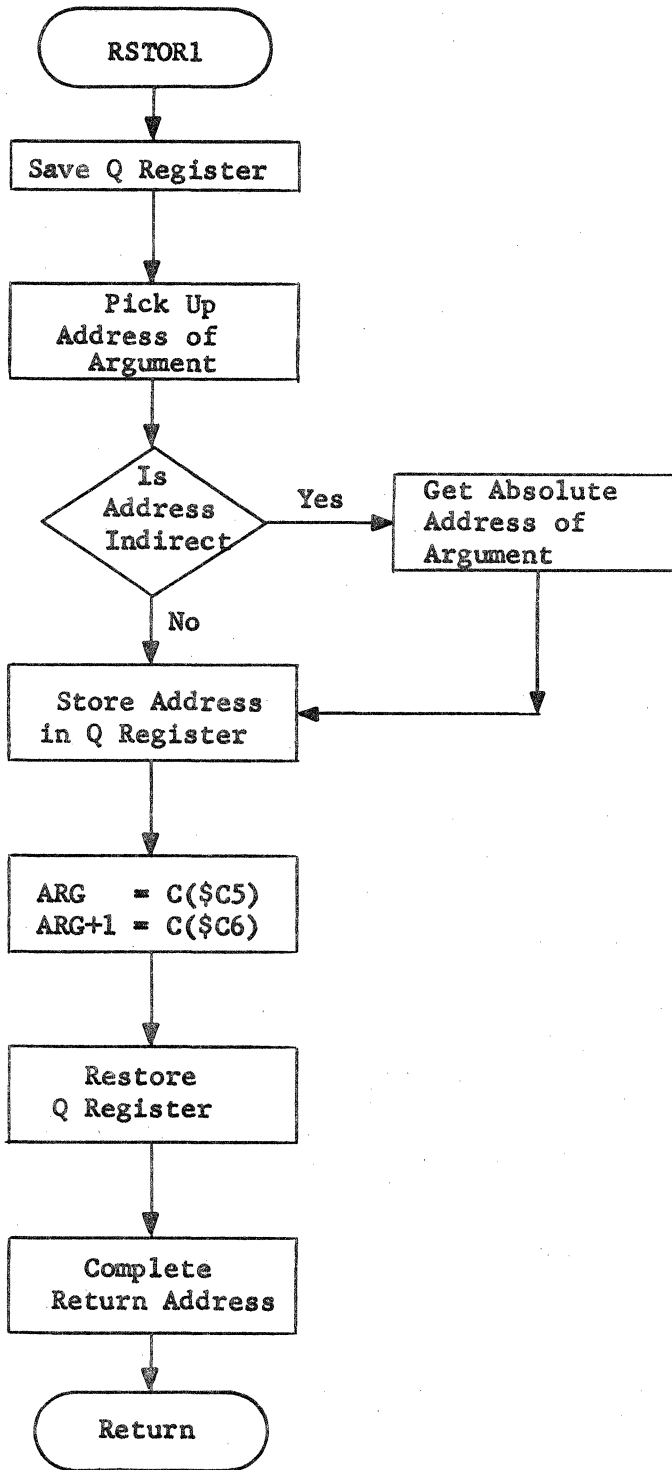 RSTOR1
Save Q Register
Pick Up
Address of
Argument
Is
Address
Indirect
Yes
Get Absolute
Address of
Argument
No
Store Address
in Q Register
ARG = C($C5)
ARG+1 = C($C6)
Restore
Q Register
Complete
Return Address
Return